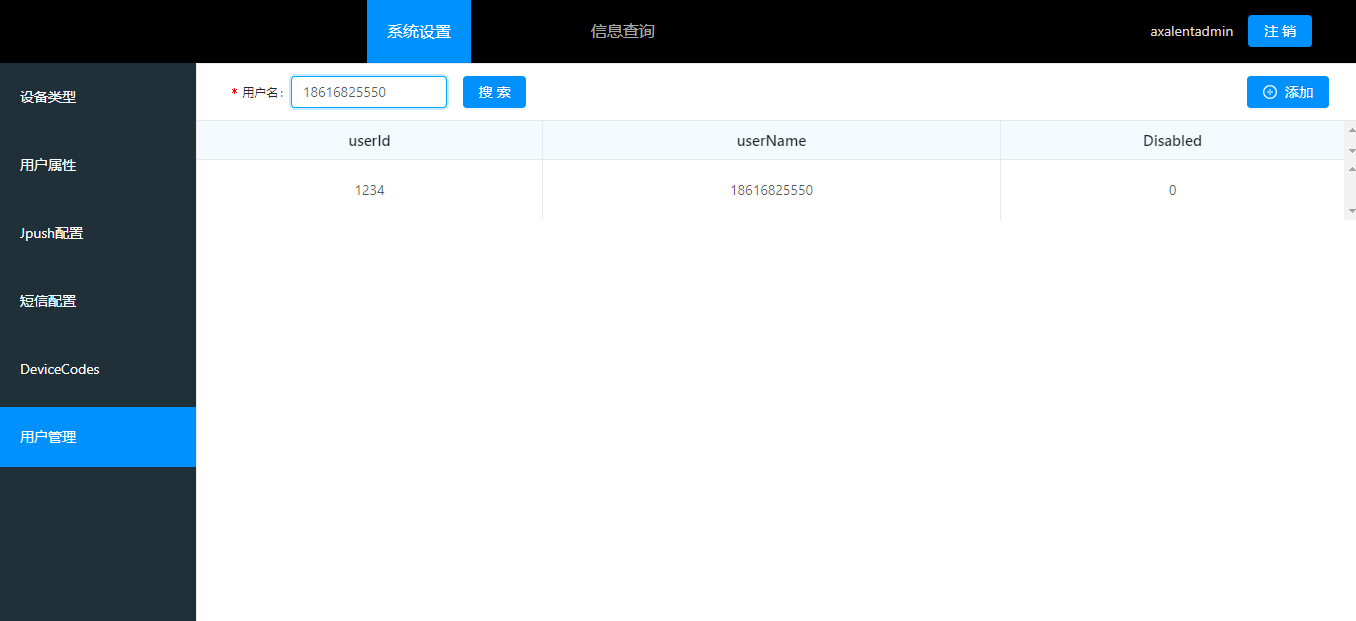 系统设置 信息查询 axalentadmin 注 销
设备类型
用户属性
Jpush配置
短信配置
DeviceCodes
用户管理
* 用户名: 18616825550 搜 索 添加
userId userName Disabled
1234 18616825550 0